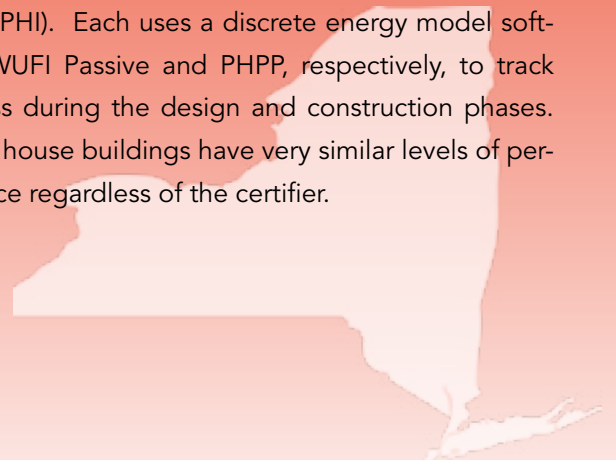 PHI). Each uses a discrete energy model soft-
WUFI Passive and PHPP, respectively, to track
s during the design and construction phases.
house buildings have very similar levels of per-
ce regardless of the certifier.